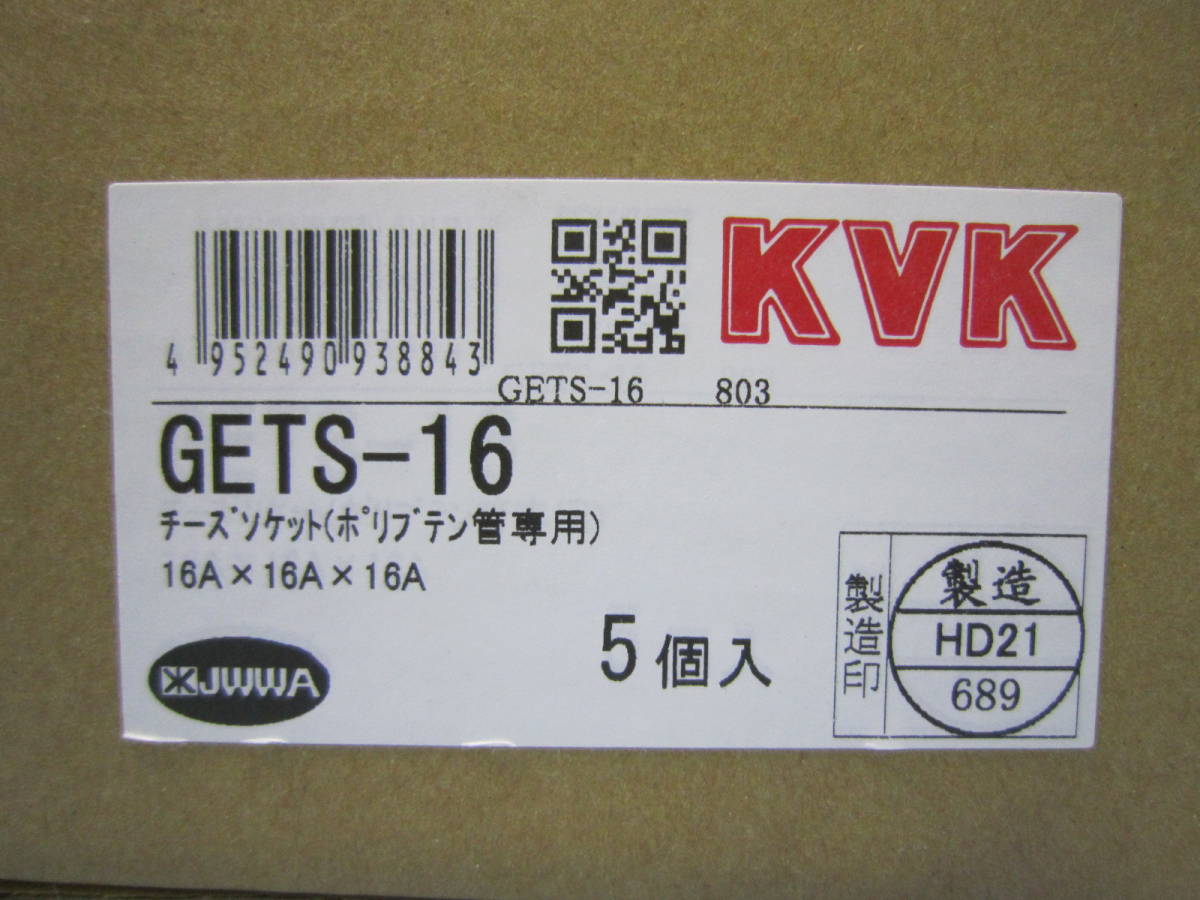 4 952490 938843
KVK
GETS-16 803
GETS-16
チーズソケット(ポリブテン管専用)
16A×16A×16A
JWWA
5個入
製造印
製造
HD21
689